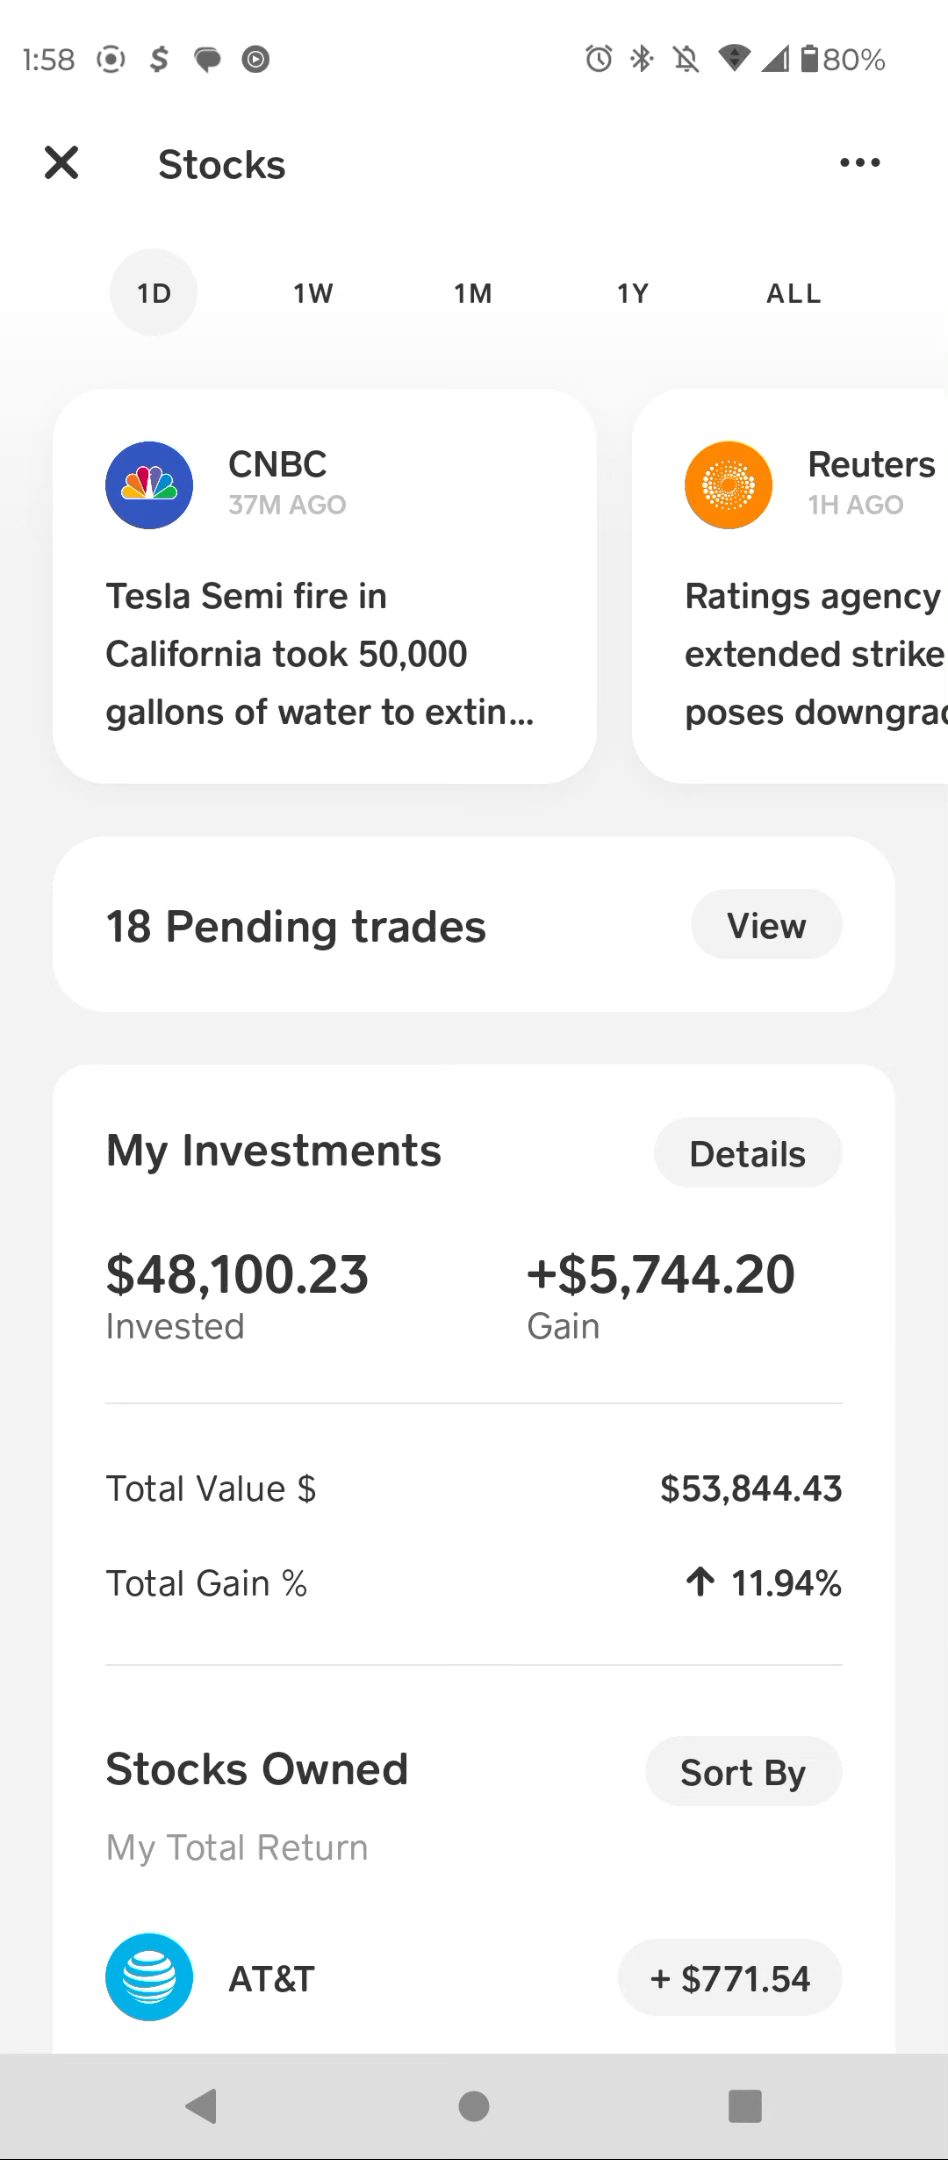 1:58 80%
Stocks
1D 1W 1M 1Y ALL
CNBC
37M AGO
Tesla Semi fire in
California took 50,000
gallons of water to extin...
Reuters
1H AGO
Ratings agency
extended strike
poses
18 Pending trades
View
My Investments
Details
$48,100.23
Invested
+$5,744.20
Gain
Total Value $ $53,844.43
Total Gain % ↑ 11.94%
Stocks Owned
Sort By
My Total Return
AT&T + $771.54